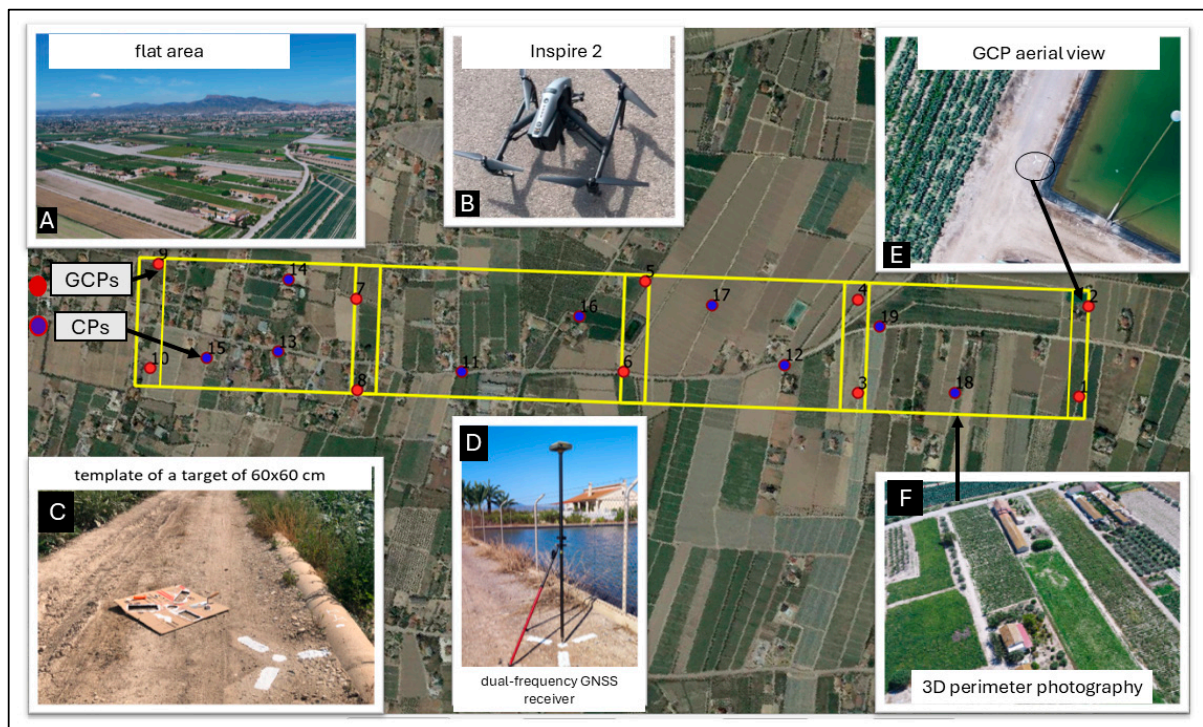 flat area
A
Inspire 2
B
GCP aerial view
E
GCPs
CPs
9
14
7
5
4
2
16
17
19
10
15
13
11
6
12
8
3
18
1
template of a target of 60x60 cm
C
D
dual-frequency GNSS
receiver
F
3D perimeter photography